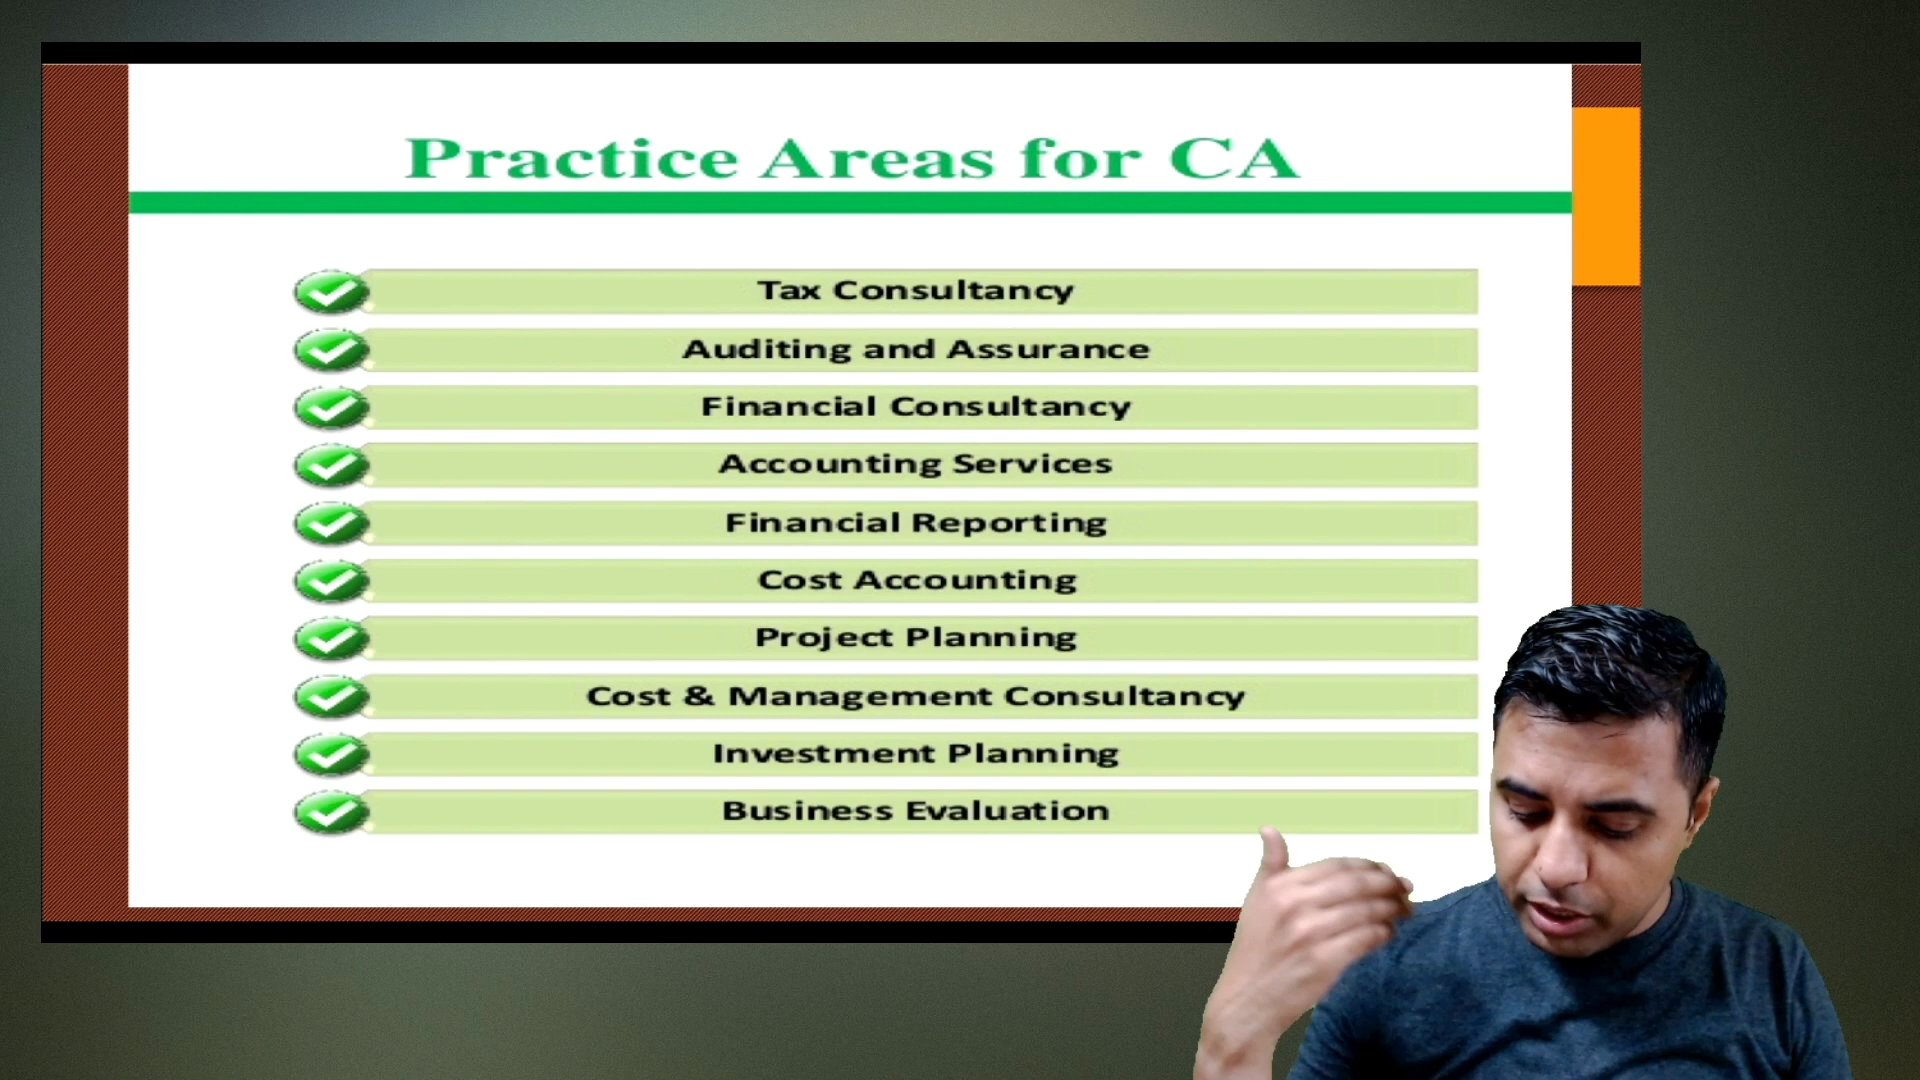 Practice Areas for CA
Tax Consultancy
Auditing and Assurance
Financial Consultancy
Accounting Services
Financial Reporting
Cost Accounting
Project Planning
Cost & Management Consultancy
Investment Planning
Business Evaluation